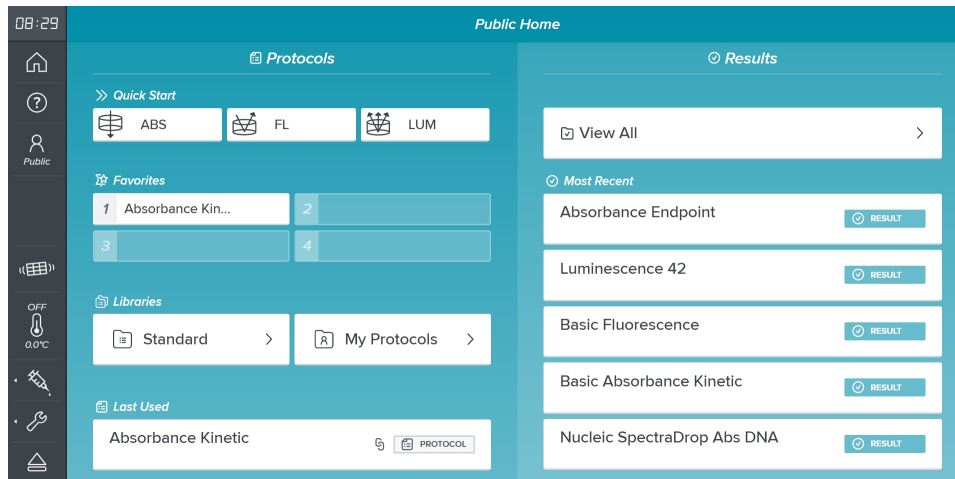 08:29
Public Home
Public
OFF
0.0°C
Protocols
Quick Start
ABS
FL
LUM
Favorites
1 Absorbance Kin...
2
3
4
Libraries
Standard
My Protocols
Last Used
Absorbance Kinetic
PROTOCOL
Results
View All
Most Recent
Absorbance Endpoint
RESULT
Luminescence 42
RESULT
Basic Fluorescence
RESULT
Basic Absorbance Kinetic
RESULT
Nucleic SpectraDrop Abs DNA
RESULT